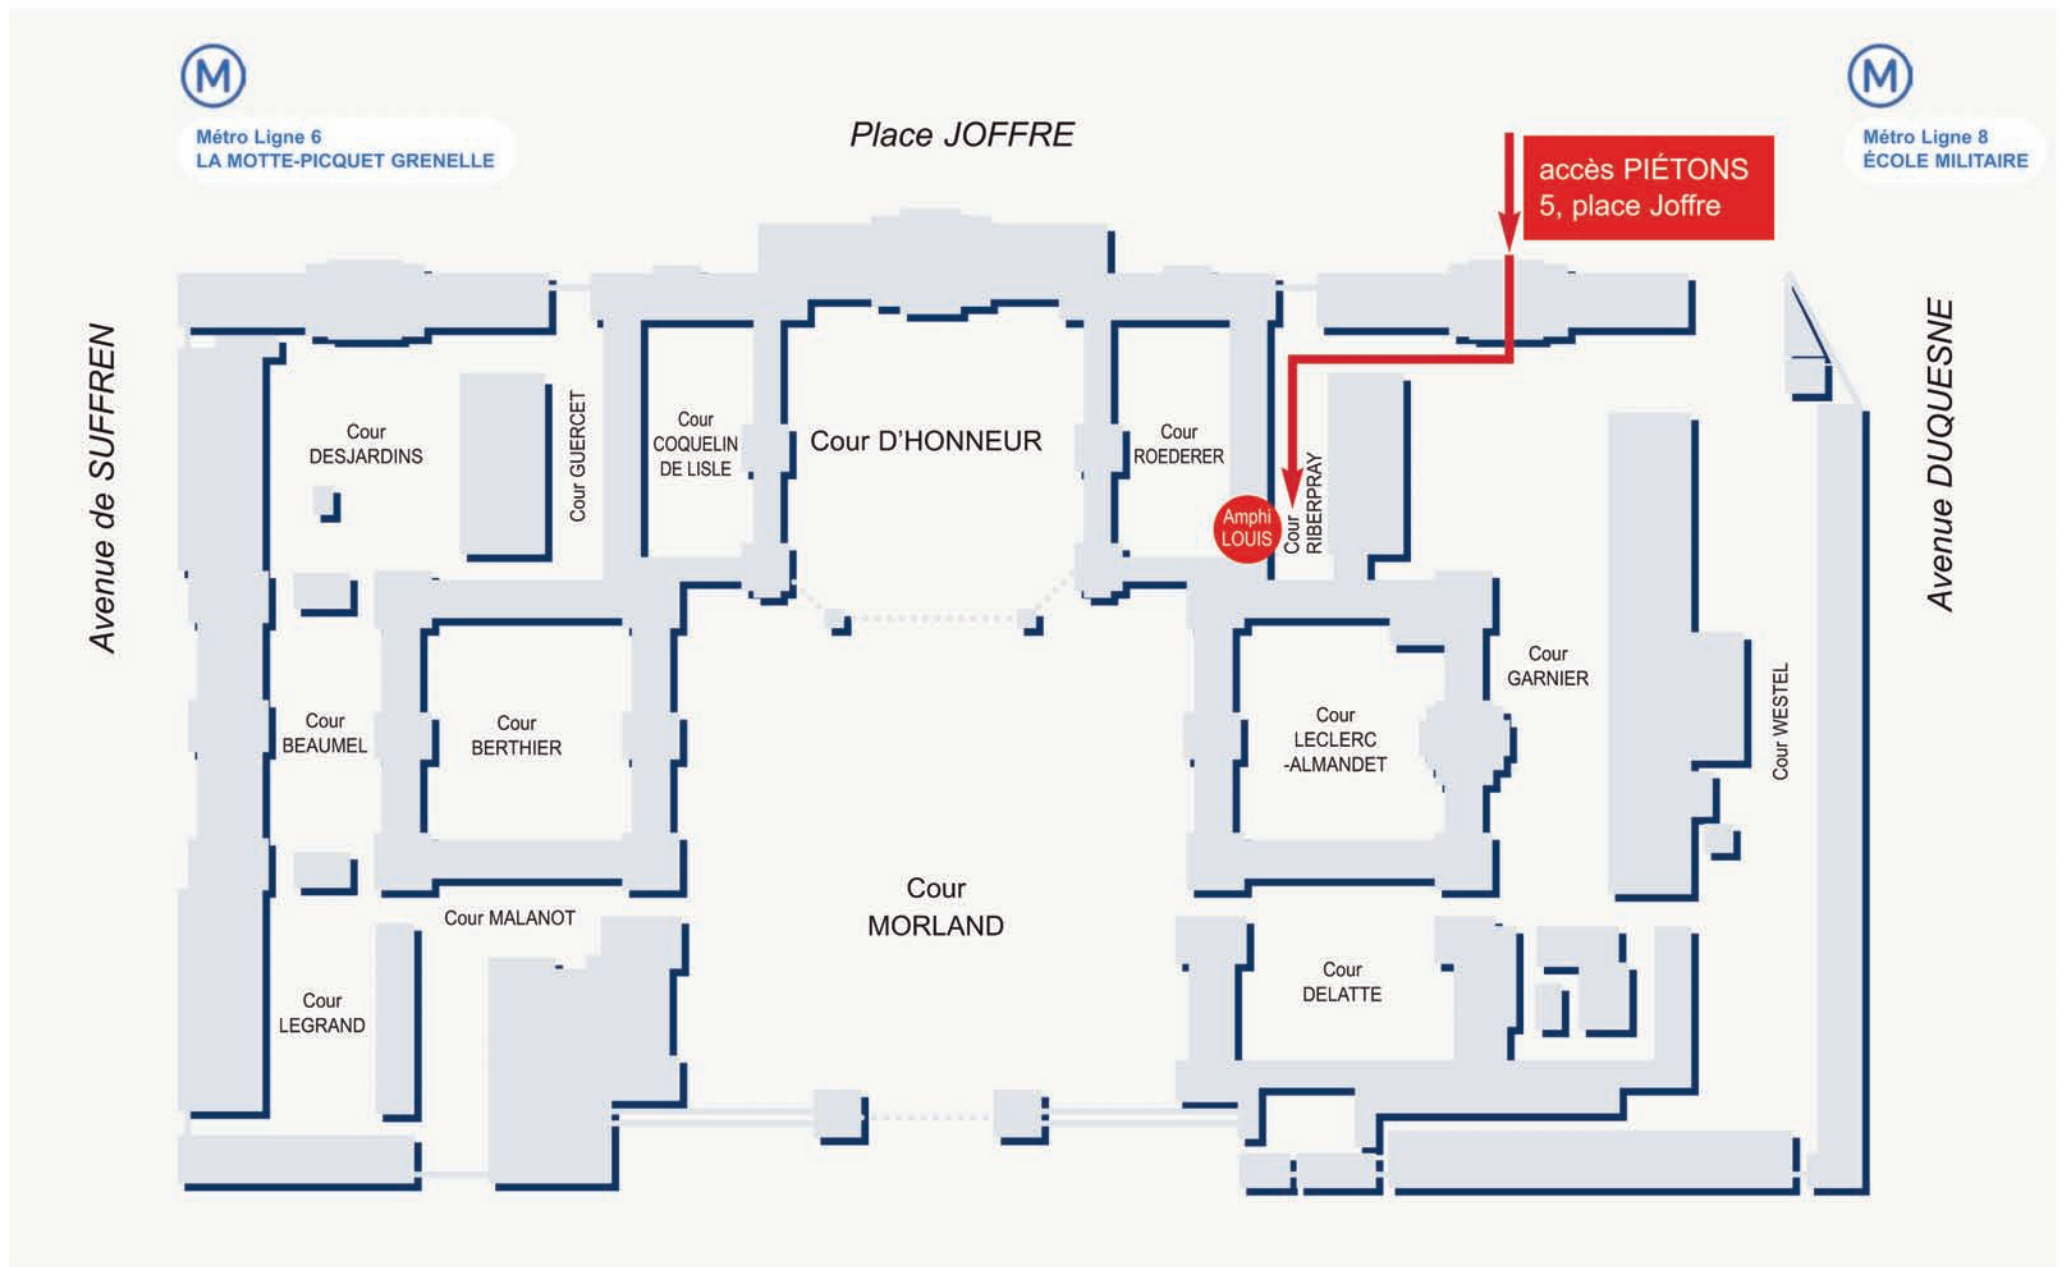 M
Métro Ligne 6
LA MOTTE-PICQUET GRENELLE
Place JOFFRE
M
Métro Ligne 8
ÉCOLE MILITAIRE
accès PIÉTONS
5, place Joffre
Avenue de SUFFREN
Avenue DUQUESNE
Cour
DESJARDINS
Cour GUERCET
Cour
COQUELIN
DE LISLE
Cour D'HONNEUR
Cour
ROEDERER
Amphi
LOUIS
Cour
RIBERPRAY
Cour
BEAUMEL
Cour
BERTHIER
Cour
LECLERC
-ALMANDET
Cour
GARNIER
Cour WESTEL
Cour MALANOT
Cour
MORLAND
Cour
LEGRAND
Cour
DELATTE